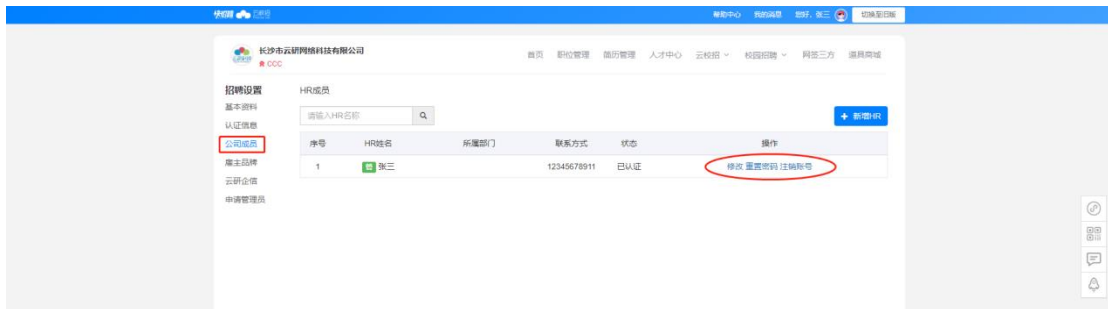 云研招
帮助中心 我的消息 您好，张三 切换至旧版
长沙市云研网络科技有限公司
CCC
首页 职位管理 简历管理 人才中心 云校招 校园招聘 网签三方 道具商城
招聘设置
HR成员
基本资料
请输入HR名称
新增HR
认证信息
公司成员
序号 HR姓名 所属部门 联系方式 状态 操作
雇主品牌
1 管 张三 12345678911 已认证 修改 重置密码 注销账号
云研企信
申请管理员